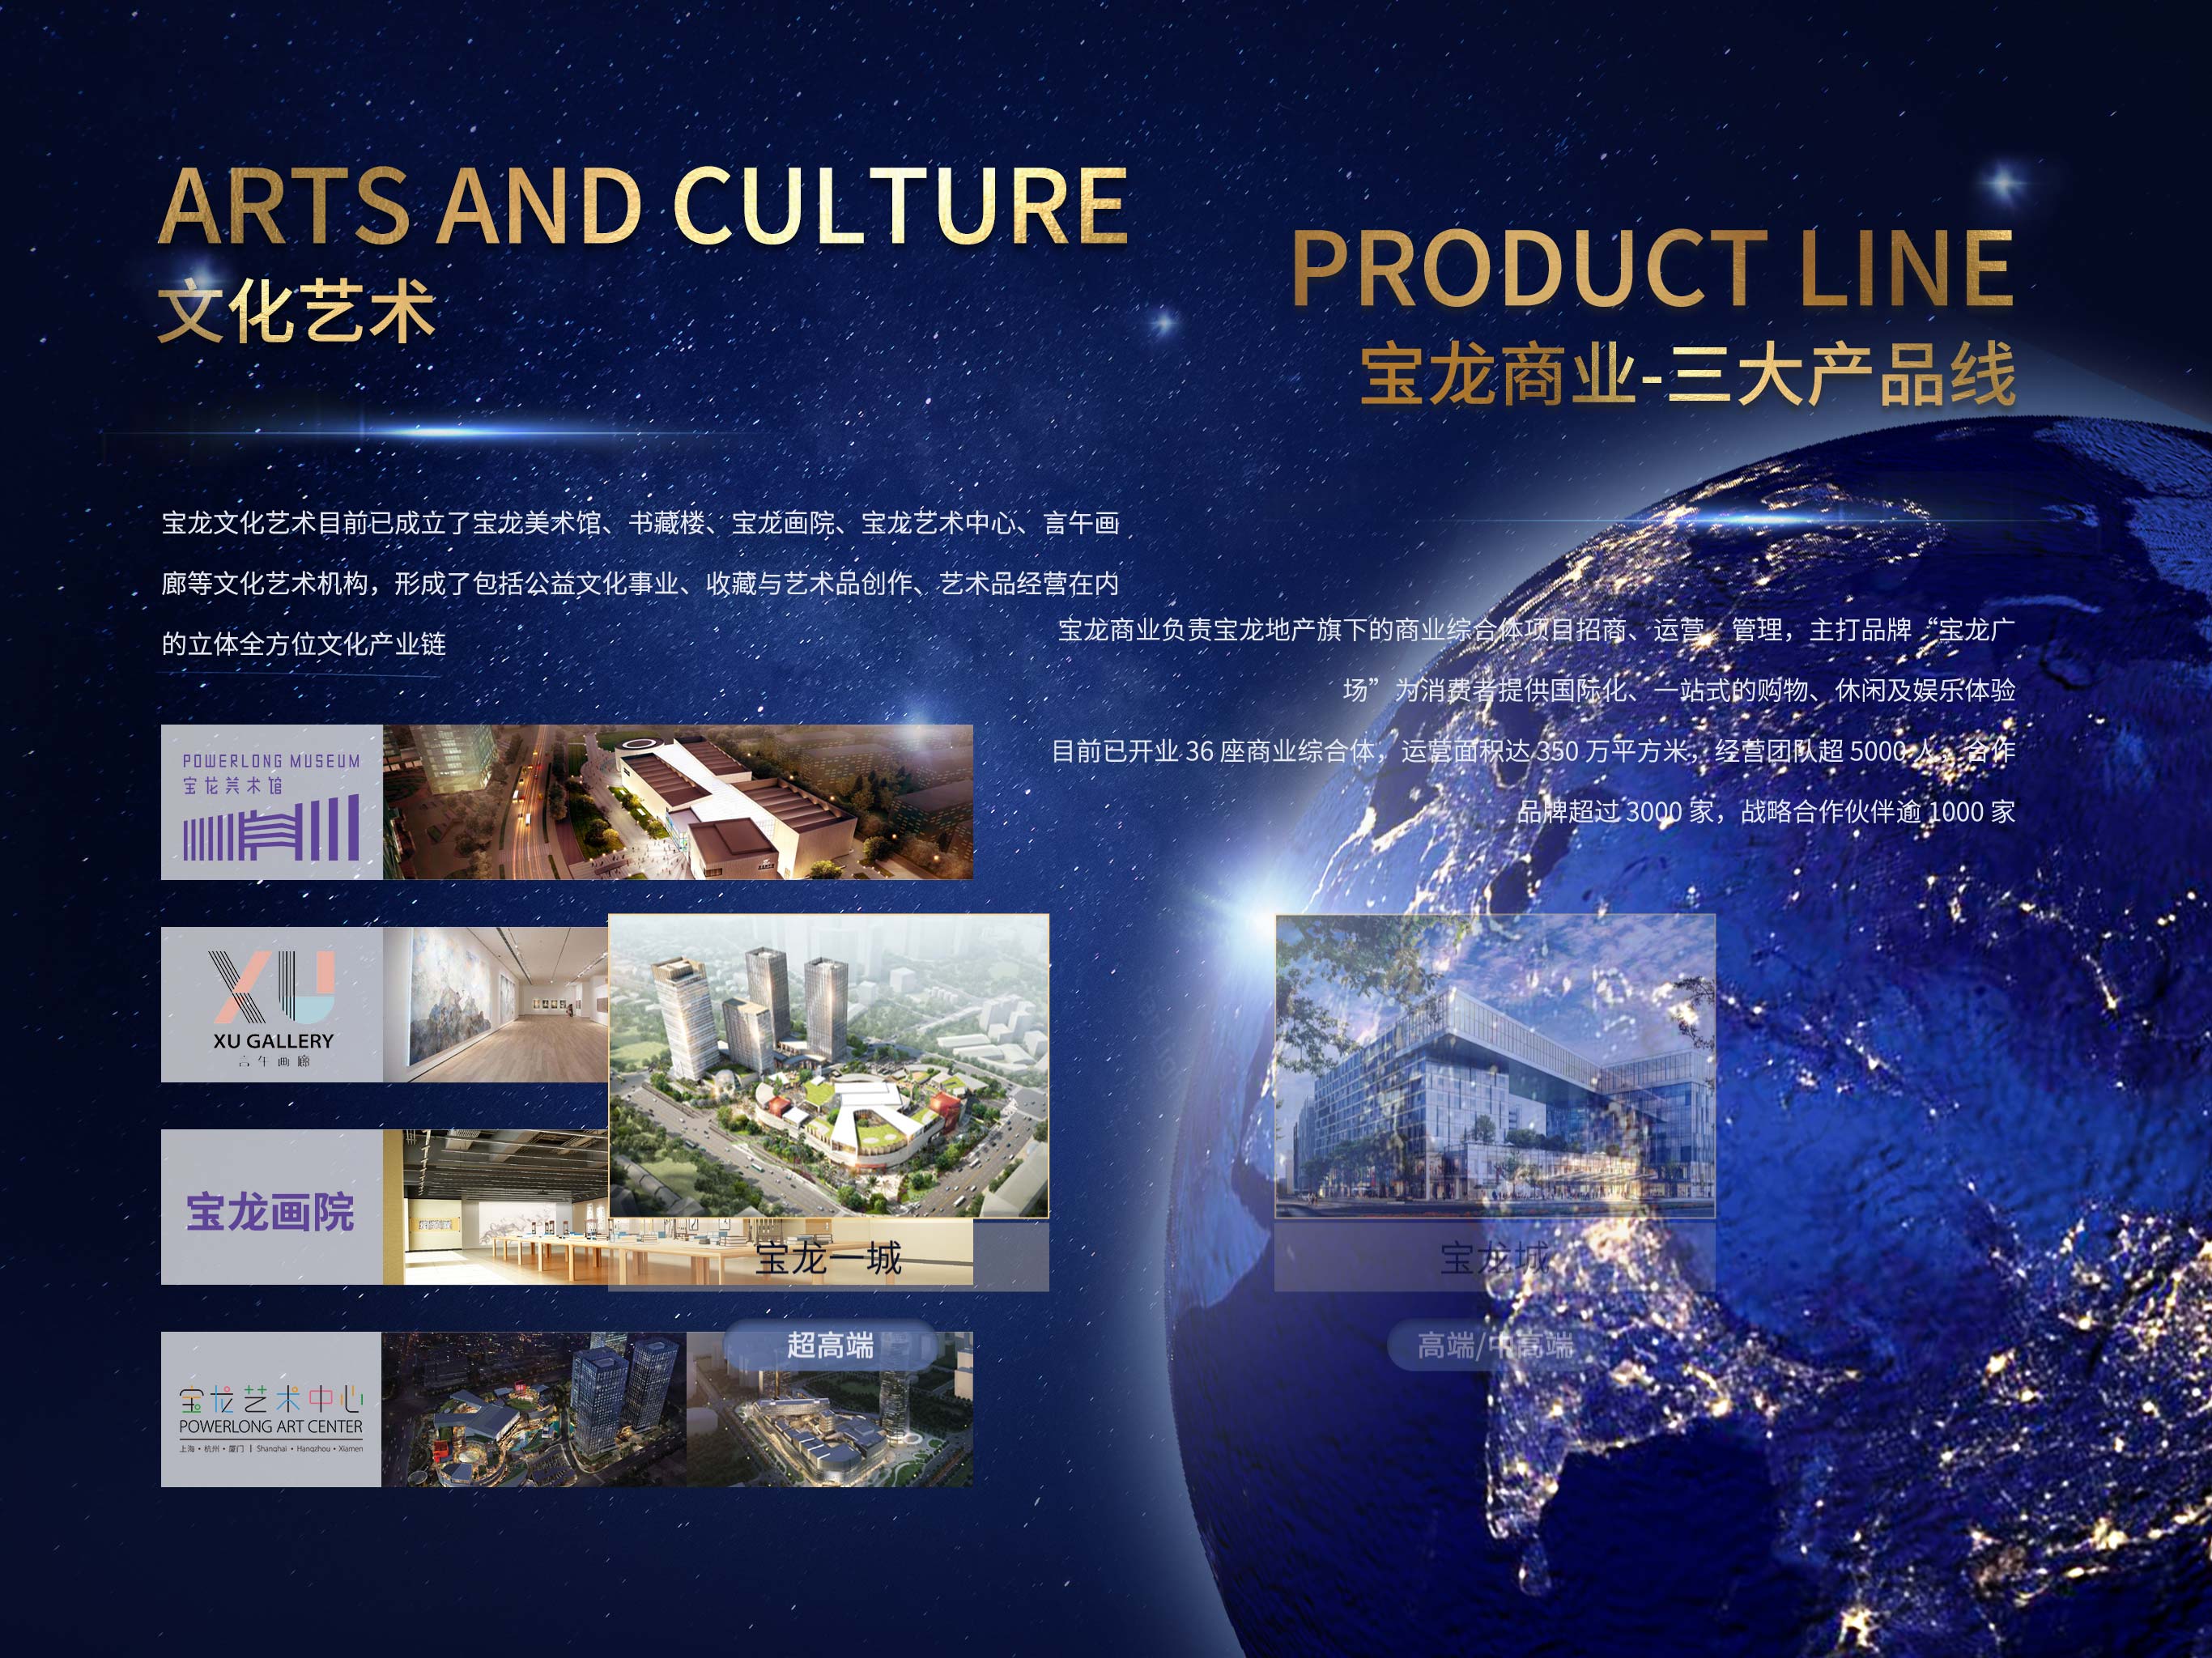 ARTS AND CULTURE
文化艺术
宝龙文化艺术目前已成立了宝龙美术馆、书藏楼、宝龙画院、宝龙艺术中心、言午画
廊等文化艺术机构，形成了包括公益文化事业、收藏与艺术品创作、艺术品经营在内
的立体全方位文化产业链
POWERLONG MUSEUM
宝龙美术馆
XU
XU GALLERY
言午画廊
宝龙画院
宝龙艺术中心
POWERLONG ART CENTER
上海·杭州·厦门 | Shanghai · Hangzhou · Xiamen
PRODUCT LINE
宝龙商业-三大产品线
宝龙商业负责宝龙地产旗下的商业综合体项目招商、运营、管理，主打品牌“宝龙广
场”为消费者提供国际化、一站式的购物、休闲及娱乐体验
目前已开业 36 座商业综合体，运营面积达 350 万平方米，经营团队超 5000 人，合作
品牌超过 3000 家，战略合作伙伴逾 1000 家
宝龙一城
超高端
宝龙城
高端/中高端